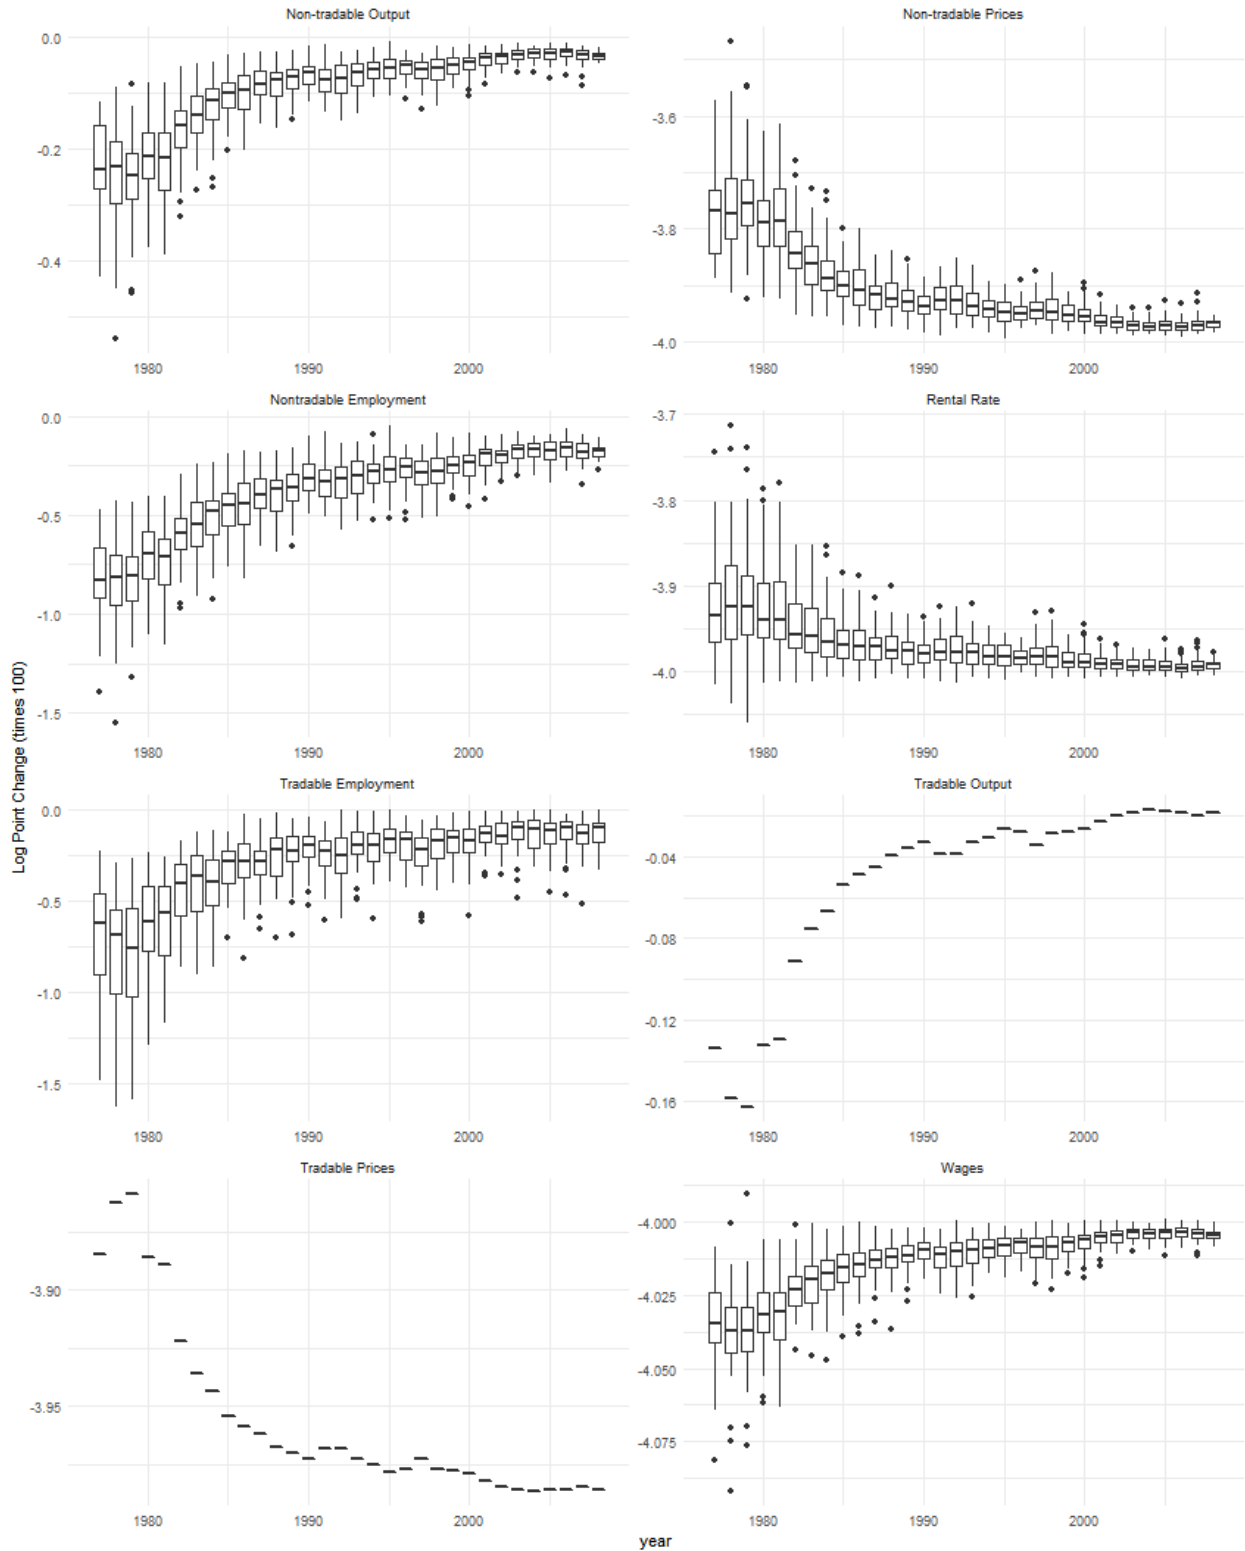 Non-tradable Output
0.0
-0.2
-0.4
1980 1990 2000
Non-tradable Prices
-3.6
-3.8
-4.0
1980 1990 2000
Nontradable Employment
0.0
-0.5
-1.0
-1.5
1980 1990 2000
Rental Rate
-3.7
-3.8
-3.9
-4.0
1980 1990 2000
Tradable Employment
0.0
-0.5
-1.0
-1.5
1980 1990 2000
Tradable Output
-0.04
-0.08
-0.12
-0.16
1980 1990 2000
Tradable Prices
-3.90
-3.95
1980 1990 2000
Wages
-4.000
-4.025
-4.050
-4.075
1980 1990 2000
Log Point Change (times 100)
year